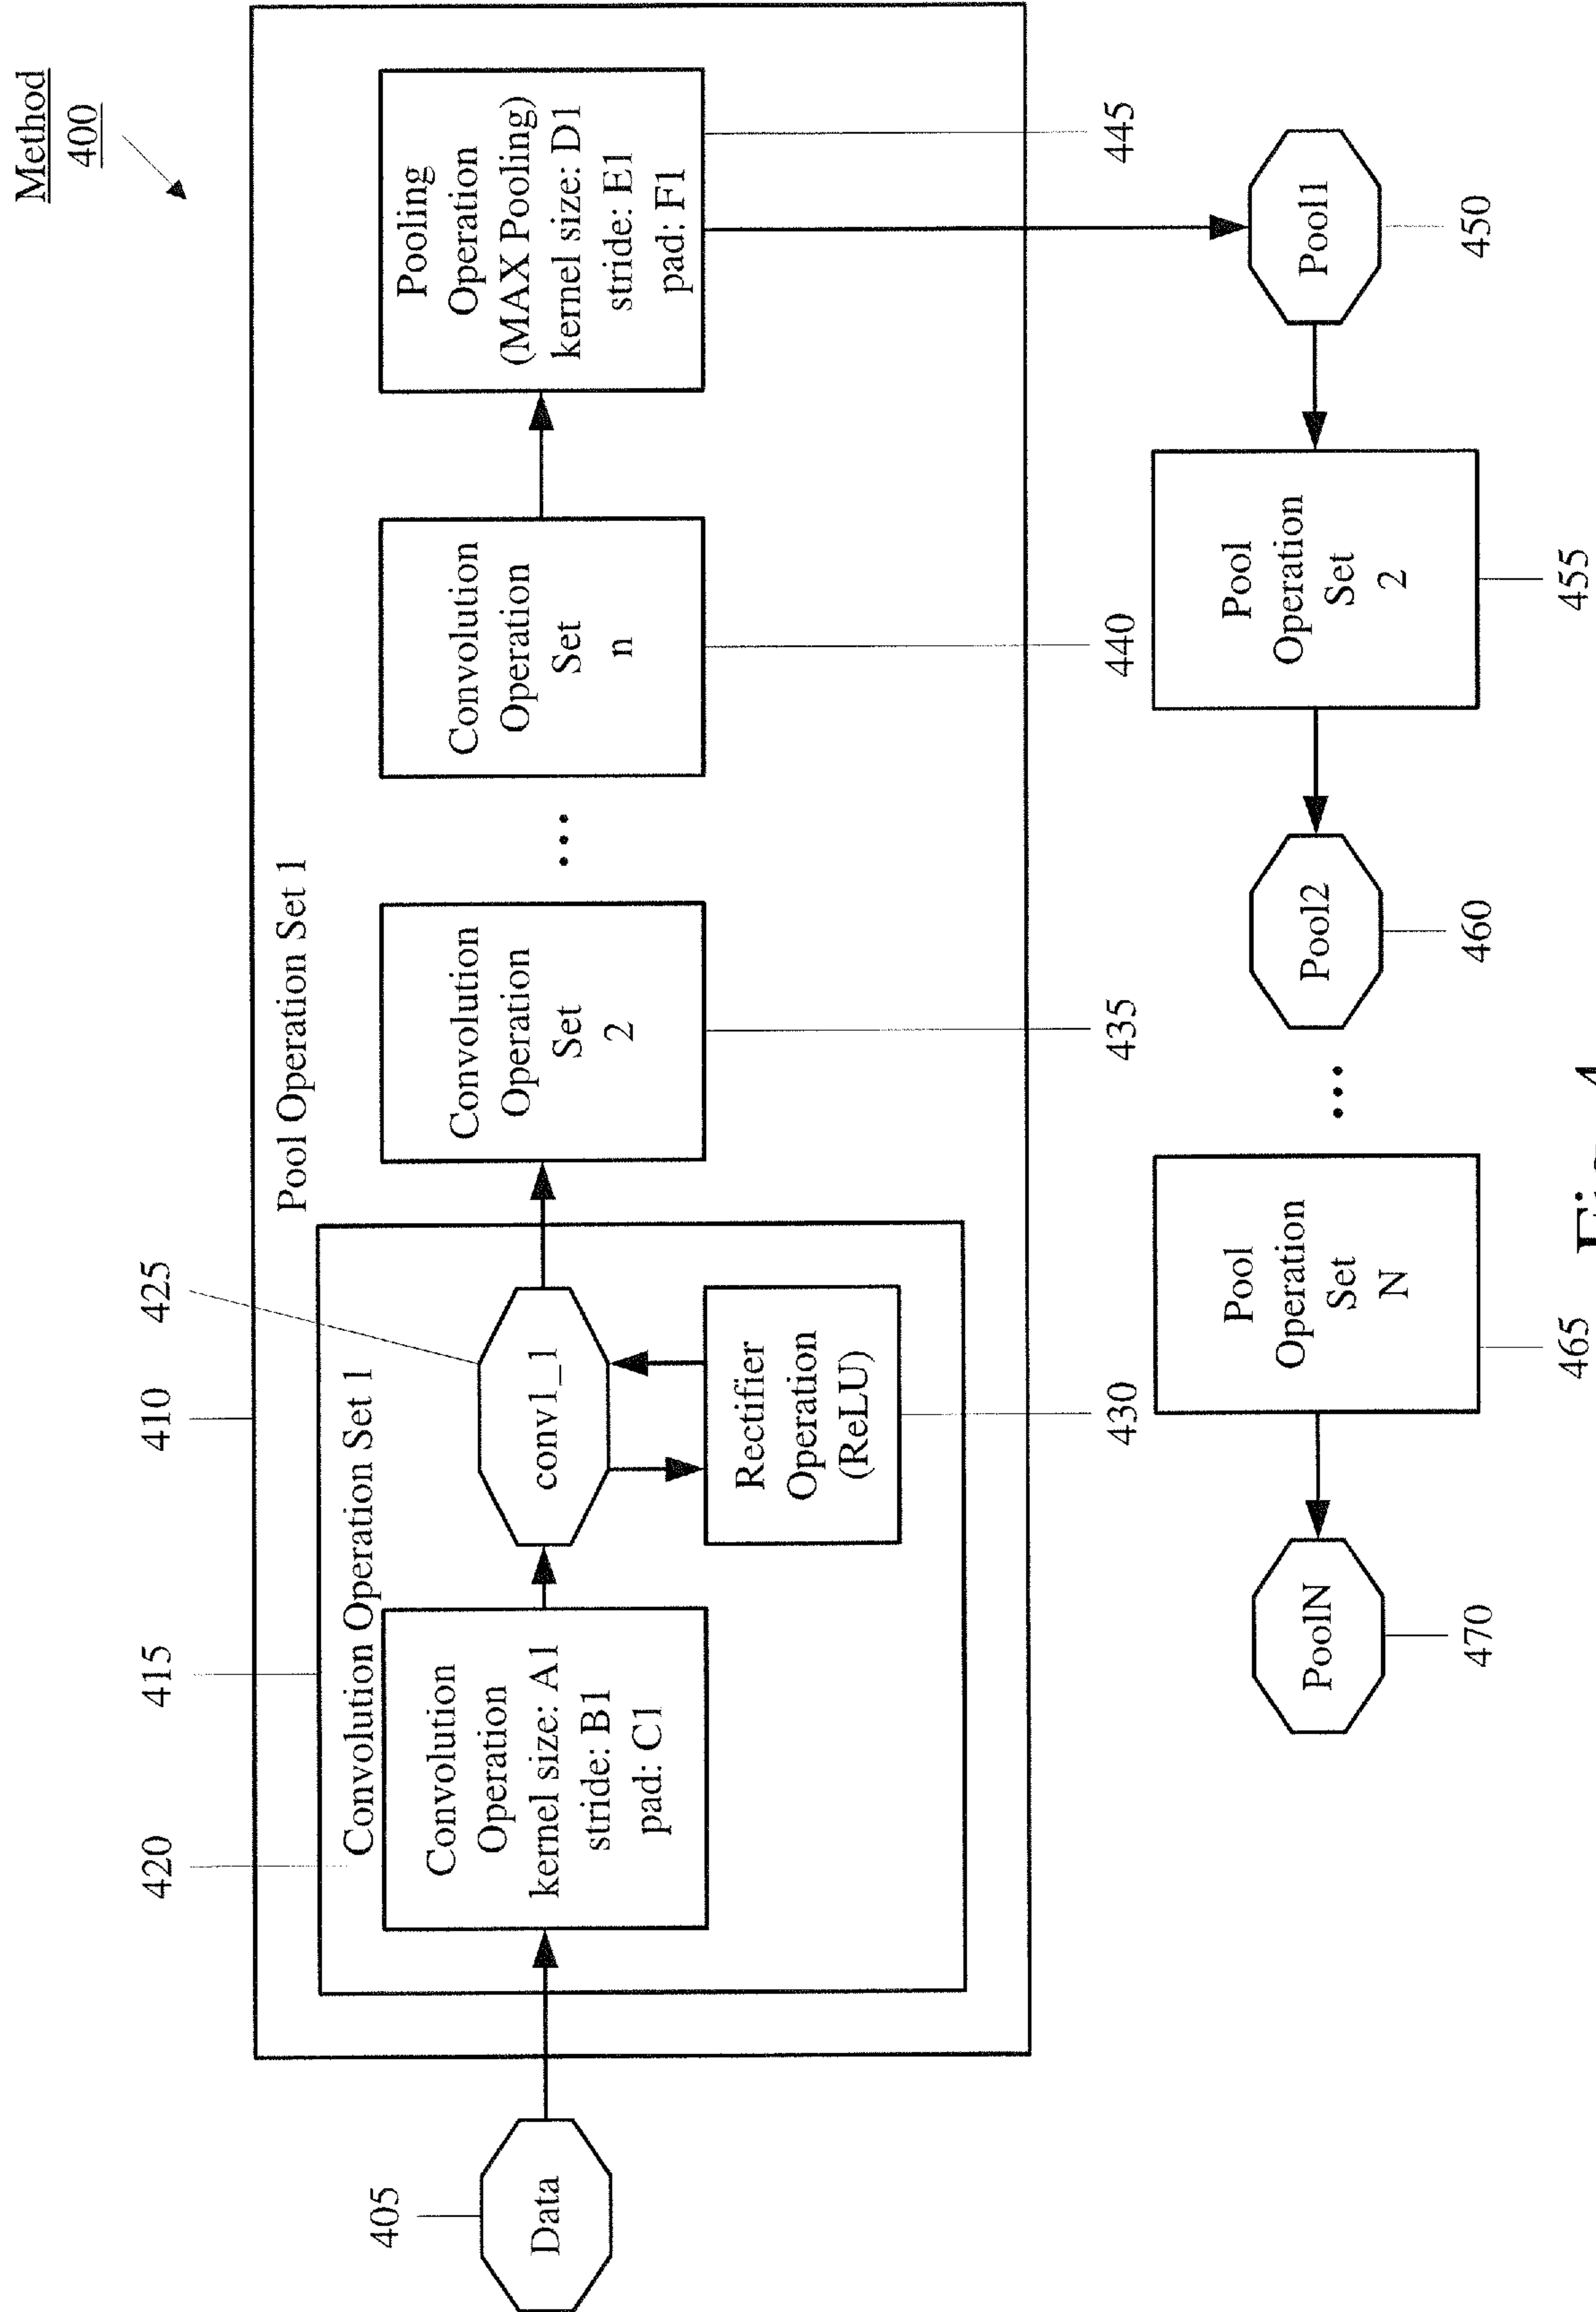 Method
400
Pool Operation Set 1
410
Convolution Operation Set 1
415
420
425
Data
405
Convolution
Operation
kernel size: A1
stride: B1
pad: C1
conv1_1
Rectifier
Operation
(ReLU)
430
Convolution
Operation
Set
2
435
...
Convolution
Operation
Set
n
440
Pooling
Operation
(MAX Pooling)
kernel size: D1
stride: E1
pad: F1
445
Pool1
450
Pool
Operation
Set
2
455
Pool2
460
...
Pool
Operation
Set
N
465
PoolN
470
Fig. 4